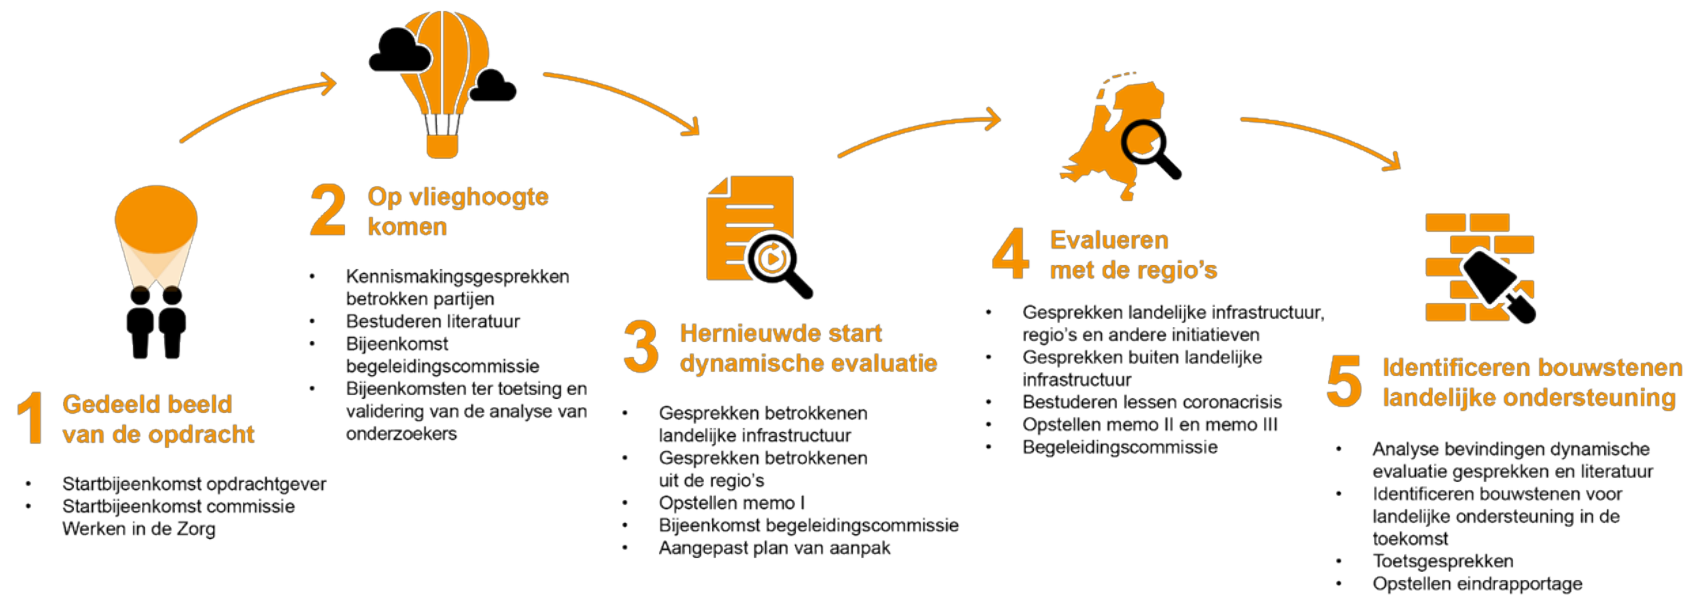 1 Gedeeld beeld
van de opdracht
• Startbijeenkomst opdrachtgever
• Startbijeenkomst commissie
Werken in de Zorg
2 Op vlieghoogte
komen
• Kennismakingsgesprekken
betrokken partijen
• Bestuderen literatuur
• Bijeenkomst
begeleidingscommissie
• Bijeenkomsten ter toetsing en
validering van de analyse van
onderzoekers
3 Hernieuwde start
dynamische evaluatie
• Gesprekken betrokkenen
landelijke infrastructuur
• Gesprekken betrokkenen
uit de regio's
• Opstellen memo I
• Bijeenkomst begeleidingscommissie
• Aangepast plan van aanpak
4 Evalueren
met de regio's
• Gesprekken landelijke infrastructuur,
regio's en andere initiatieven
• Gesprekken buiten landelijke
infrastructuur
• Bestuderen lessen coronacrisis
• Opstellen memo II en memo III
• Begeleidingscommissie
5 Identificeren bouwstenen
landelijke ondersteuning
• Analyse bevindingen dynamische
evaluatie gesprekken en literatuur
• Identificeren bouwstenen voor
landelijke ondersteuning in de
toekomst
• Toetsgesprekken
• Opstellen eindrapportage